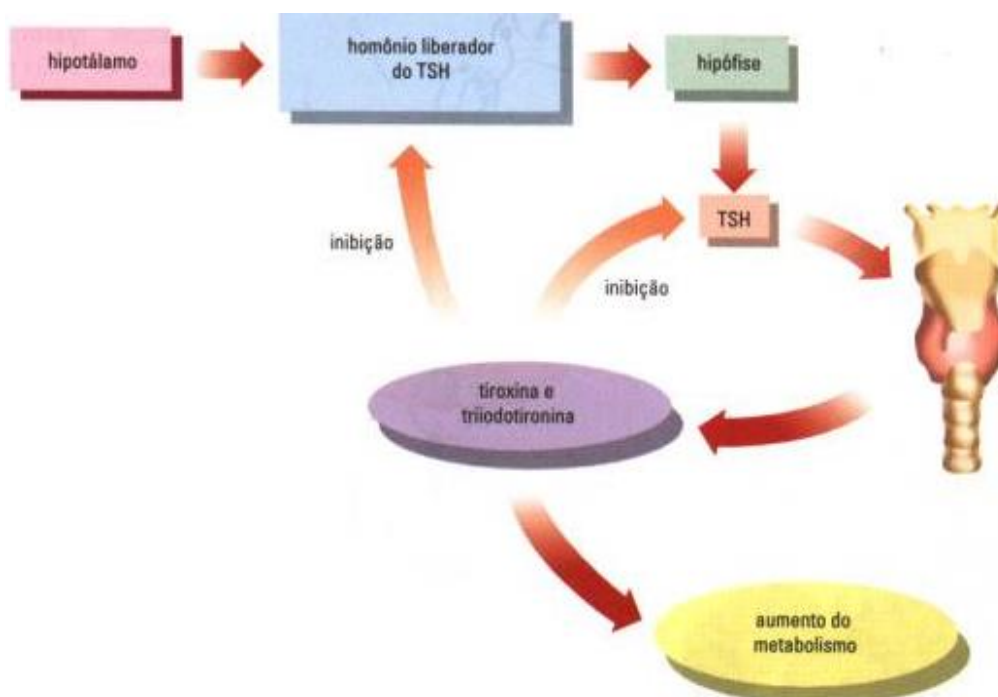 hipotálamo
homônio liberador
do TSH
hipófise
TSH
inibição
inibição
tiroxina e
triiodotironina
aumento do
metabolismo